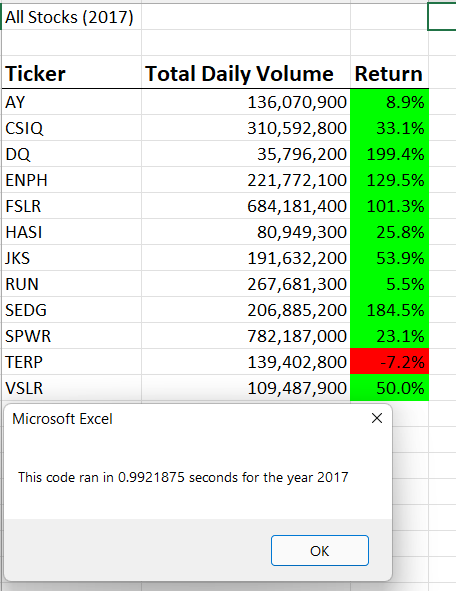 All Stocks (2017)
Ticker Total Daily Volume Return
AY 136,070,900 8.9%
CSIQ 310,592,800 33.1%
DQ 35,796,200 199.4%
ENPH 221,772,100 129.5%
FSLR 684,181,400 101.3%
HASI 80,949,300 25.8%
JKS 191,632,200 53.9%
RUN 267,681,300 5.5%
SEDG 206,885,200 184.5%
SPWR 782,187,000 23.1%
TERP 139,402,800 -7.2%
VSLR 109,487,900 50.0%
Microsoft Excel
This code ran in 0.9921875 seconds for the year 2017
OK